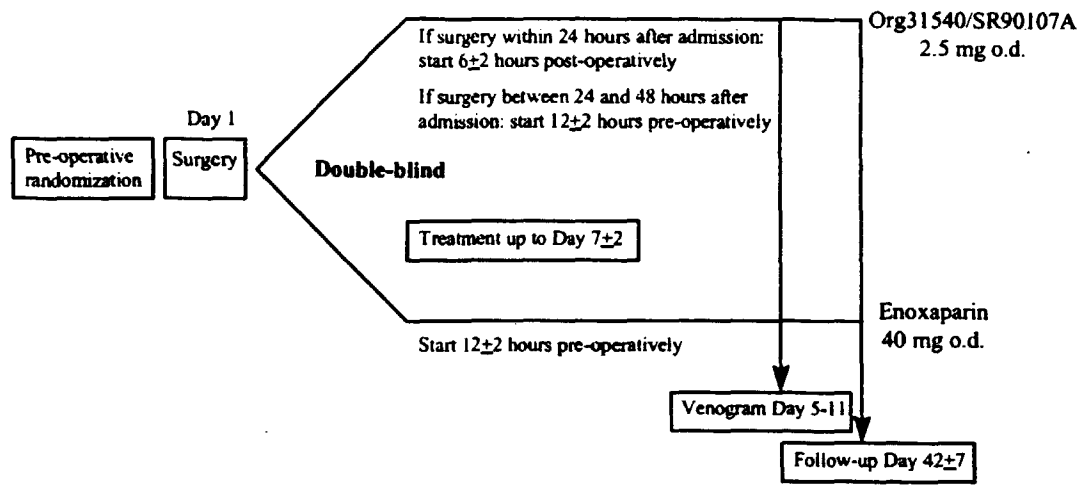 Org31540/SR90107A
2.5 mg o.d.
If surgery within 24 hours after admission:
start 6±2 hours post-operatively
If surgery between 24 and 48 hours after
admission: start 12±2 hours pre-operatively
Day 1
Pre-operative
randomization
Surgery
Double-blind
Treatment up to Day 7±2
Enoxaparin
40 mg o.d.
Start 12±2 hours pre-operatively
Venogram Day 5-11
Follow-up Day 42±7